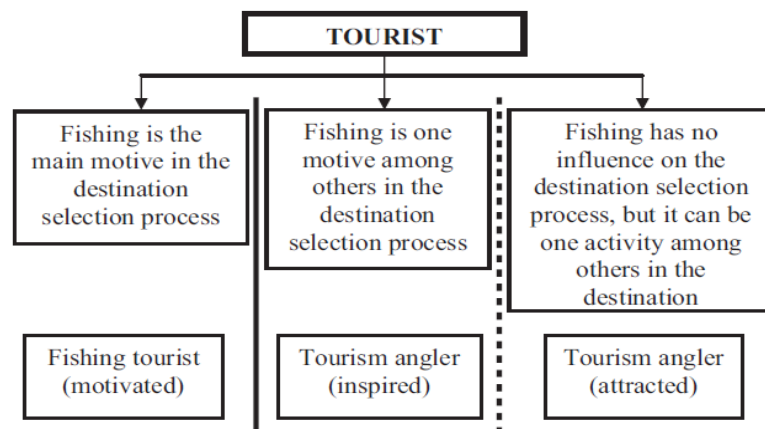 TOURIST
Fishing is the
main motive in the
destination
selection process
Fishing is one
motive among
others in the
destination
selection process
Fishing has no
influence on the
destination selection
process, but it can be
one activity among
others in the
destination
Fishing tourist
(motivated)
Tourism angler
(inspired)
Tourism angler
(attracted)